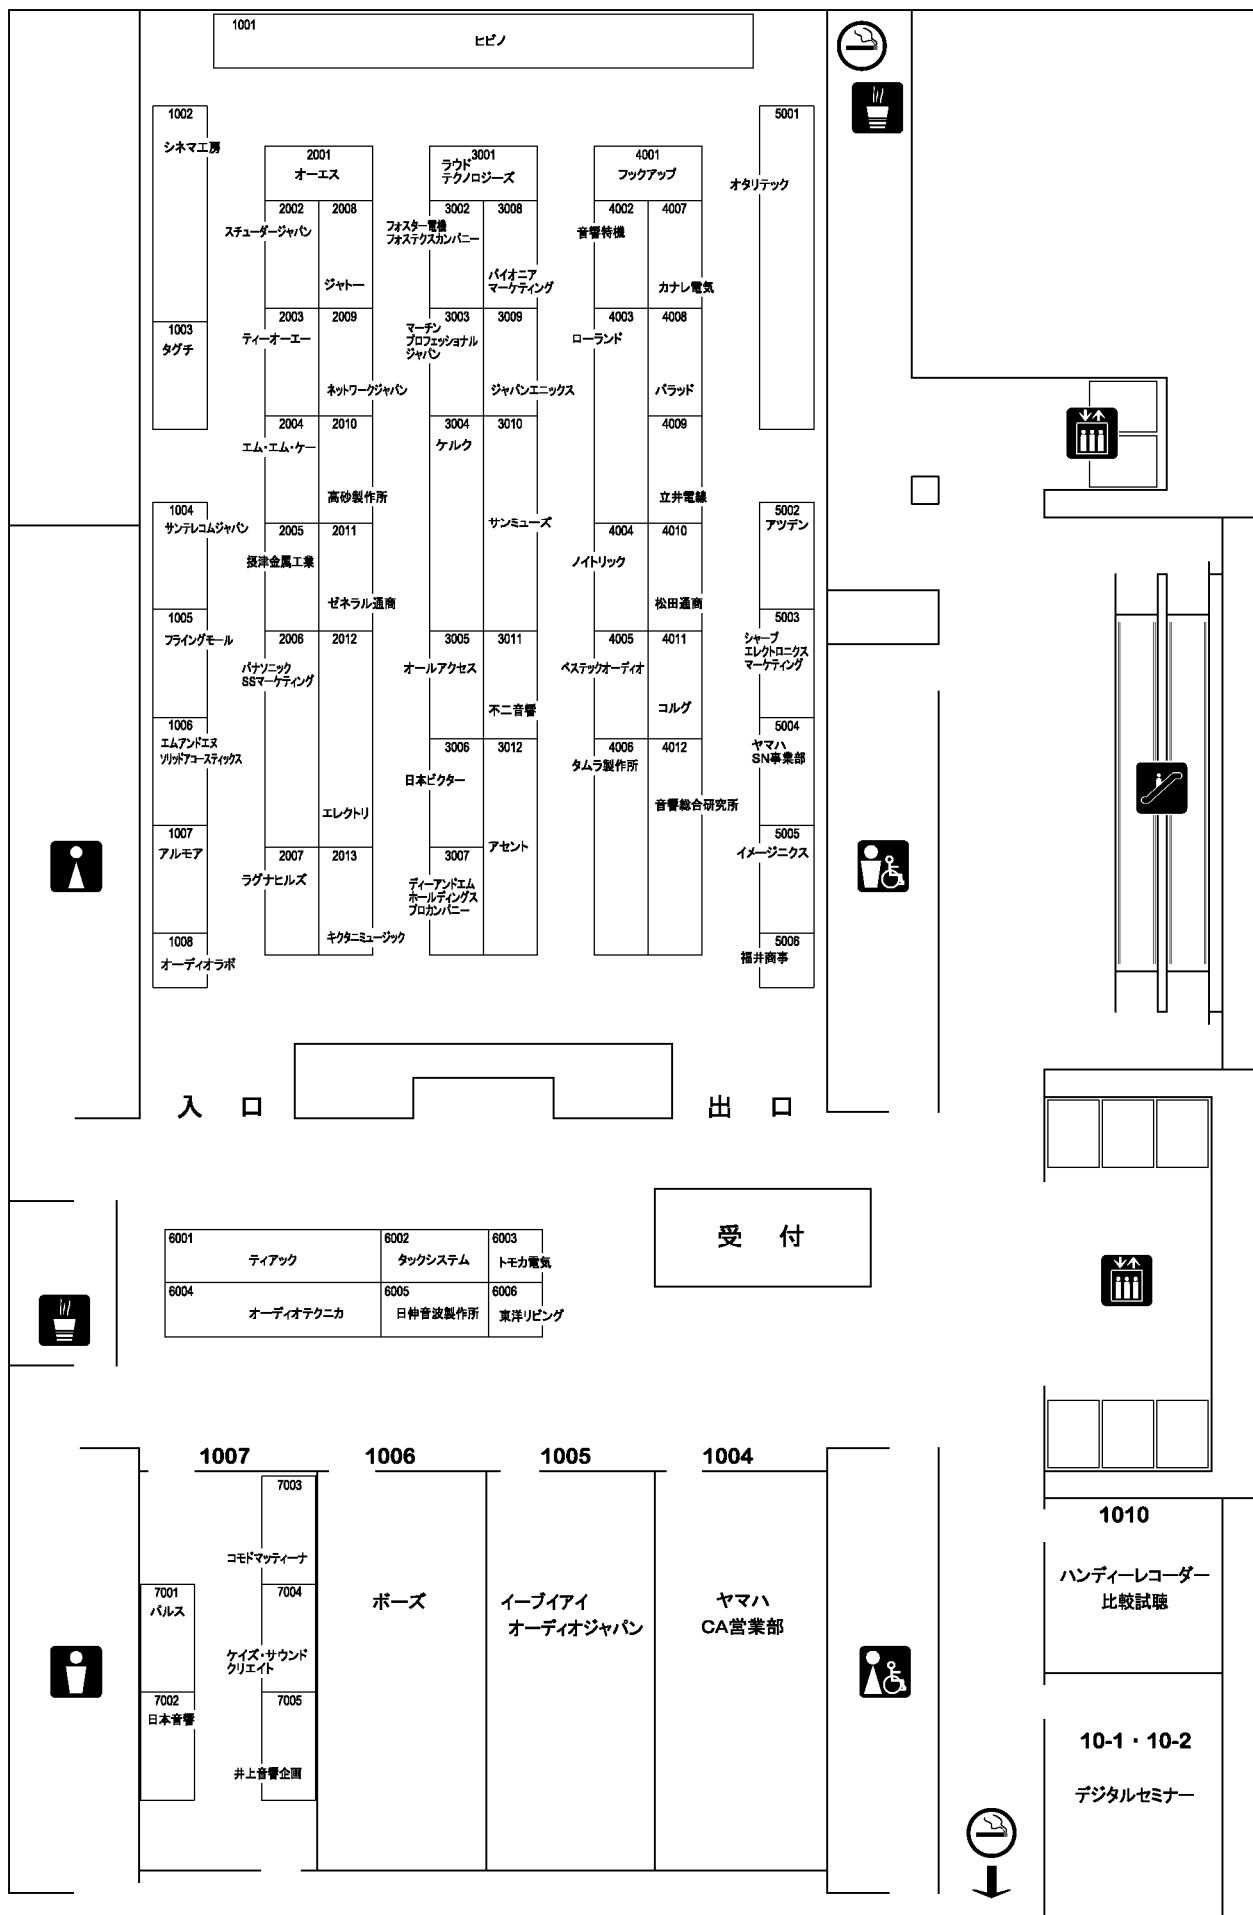 1001
ヒビノ
1002
シネマ工房
1003
タグチ
1004
サンテレコムジャパン
1005
フライングモール
1006
エムアンドエヌ
ソリッドアコースティックス
1007
アルモア
1008
オーディオラボ
2001
オーエス
2002
スチューダージャパン
2003
ティーオーエー
2004
エム・エム・ケー
2005
摂津金属工業
2006
パナソニック
SSマーケティング
2007
ラグナヒルズ
2008
ジャトー
2009
ネットワークジャパン
2010
高砂製作所
2011
ゼネラル通商
2012
エレクトリ
2013
キクタニミュージック
3001
ラウド
テクノロジーズ
3002
フォスター電機
フォステクスカンパニー
3003
マーチン
プロフェッショナル
ジャパン
3004
ケルク
3005
オールアクセス
3006
日本ビクター
3007
ディーアンドエム
ホールディングス
プロカンパニー
3008
パイオニア
マーケティング
3009
ジャパンエニックス
3010
サンミューズ
3011
不二音響
3012
アセント
4001
フックアップ
4002
音響特機
4003
ローランド
4004
ノイトリック
4005
ベステックオーディオ
4006
タムラ製作所
4007
カナレ電気
4008
バラッド
4009
立井電線
4010
松田通商
4011
コルグ
4012
音響総合研究所
5001
オタリテック
5002
アツデン
5003
シャープ
エレクトロニクス
マーケティング
5004
ヤマハ
SN事業部
5005
イメージニクス
5006
福井商事
入 口
出 口
受 付
6001
ティアック
6002
タックシステム
6003
トモカ電気
6004
オーディオテクニカ
6005
日伸音波製作所
6006
東洋リビング
1007
1006
1005
1004
7001
パルス
7002
日本音響
7003
コモドマッティーナ
7004
ケイズ・サウンド
クリエイト
7005
井上音響企画
ボーズ
イーブイアイ
オーディオジャパン
ヤマハ
CA営業部
1010
ハンディーレコーダー
比較試聴
10-1・10-2
デジタルセミナー